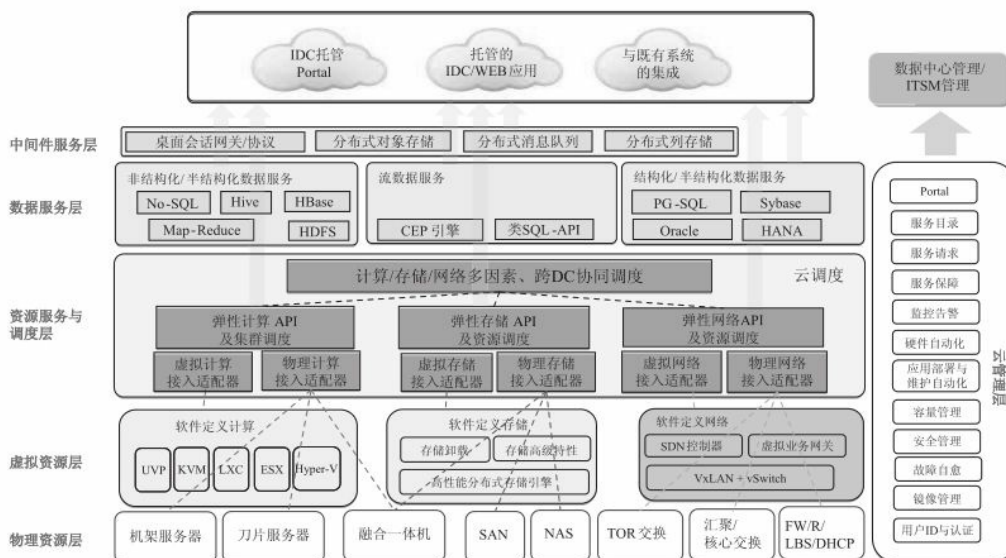 IDC托管
Portal
托管的
IDC/WEB应用
与既有系统
的集成
数据中心管理/
ITSM管理
中间件服务层
桌面会话网关/协议
分布式对象存储
分布式消息队列
分布式列存储
数据服务层
非结构化/半结构化数据服务
No-SQL
Hive
HBase
Map-Reduce
HDFS
流数据服务
CEP引擎
类SQL-API
结构化/半结构化数据服务
PG-SQL
Sybase
Oracle
HANA
资源服务与
调度层
计算/存储/网络多因素、跨DC协同调度
云调度
弹性计算 API
及集群调度
弹性存储 API
及资源调度
弹性网络API
及资源调度
虚拟计算
接入适配器
物理计算
接入适配器
虚拟存储
接入适配器
物理存储
接入适配器
虚拟网络
接入适配器
物理网络
接入适配器
虚拟资源层
软件定义计算
UVP
KVM
LXC
ESX
Hyper-V
软件定义存储
存储卸载
存储高级特性
高性能分布式存储引擎
软件定义网络
SDN控制器
虚拟业务网关
VxLAN + vSwitch
物理资源层
机架服务器
刀片服务器
融合一体机
SAN
NAS
TOR交换
汇聚/
核心交换
FW/R/
LBS/DHCP
Portal
服务目录
服务请求
服务保障
监控告警
硬件自动化
应用部署与
维护自动化
容量管理
安全管理
故障自愈
镜像管理
用户ID与认证
云管理层